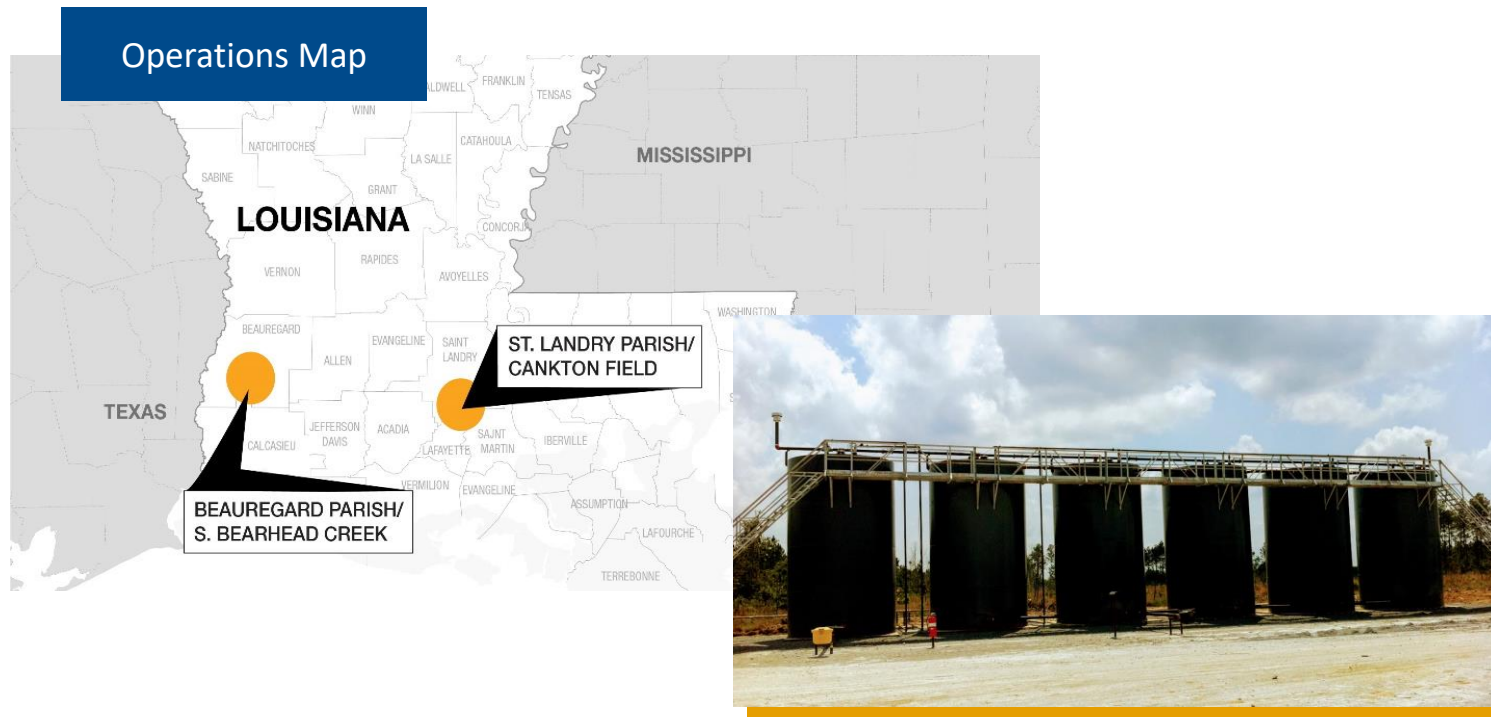 Operations Map
FRANKLIN
TENSAS
WINN
CATAHOULA
NATCHITOCHES
LA SALLE
MISSISSIPPI
SABINE
GRANT
LOUISIANA
RAPIDES
VERNON
AVOYELLES
WASHINGTON
BEAUREGARD
EVANGELINE
SAINT
LANDRY
ST. LANDRY PARISH/
CANKTON FIELD
ALLEN
TEXAS
JEFFERSON
DAVIS
ACADIA
CALCASIEU
LAFAYETTE
SAINT
MARTIN
IBERVILLE
VERMILION
EVANGELINE
BEAUREGARD PARISH/
S. BEARHEAD CREEK
ASSUMPTION
LAFOURCHE
TERREBONNE